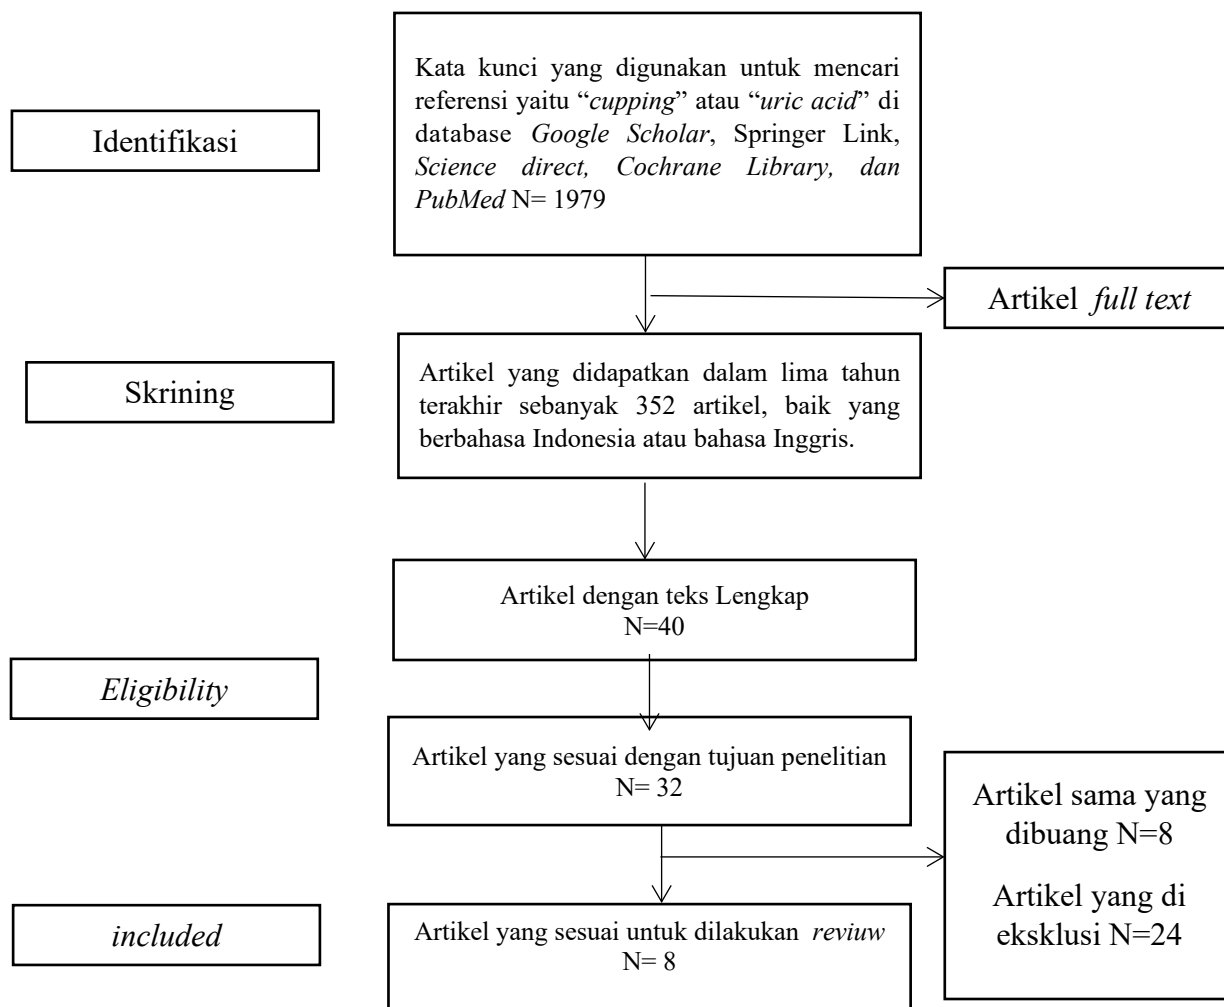 Kata kunci yang digunakan untuk mencari
referensi yaitu “cupping” atau “uric acid” di
database Google Scholar, Springer Link,
Science direct, Cochrane Library, dan
PubMed N= 1979
Identifikasi
Artikel full text
Skrining
Artikel yang didapatkan dalam lima tahun
terakhir sebanyak 352 artikel, baik yang
berbahasa Indonesia atau bahasa Inggris.
Artikel dengan teks Lengkap
N=40
Eligibility
Artikel yang sesuai dengan tujuan penelitian
N= 32
Artikel sama yang
dibuang N=8
Artikel yang di
eksklusi N=24
included
Artikel yang sesuai untuk dilakukan reviuw
N= 8